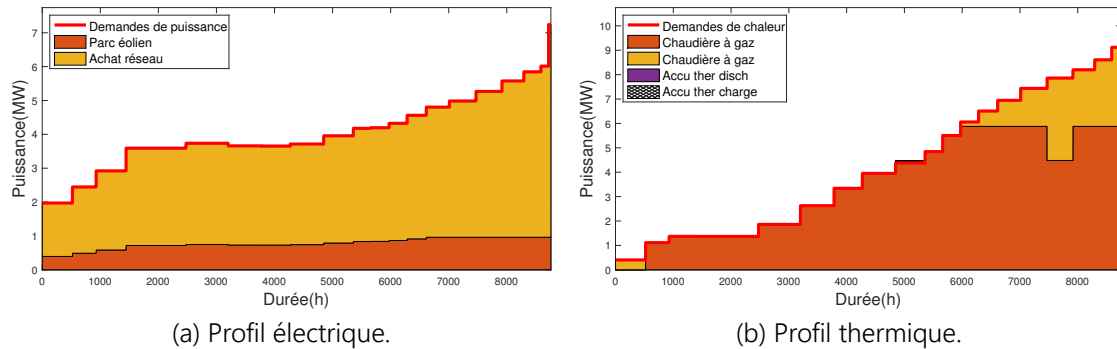 Demandes de puissance
Parc éolien
Achat réseau
7
6
5
4
3
2
1
0
Puissance(MW)
0 1000 2000 3000 4000 5000 6000 7000 8000
Durée(h)
(a) Profil électrique.
Demandes de chaleur
Chaudière à gaz
Chaudière à gaz
Accu ther disch
Accu ther charge
10
9
8
7
6
5
4
3
2
1
0
Puissance(MW)
0 1000 2000 3000 4000 5000 6000 7000 8000
Durée(h)
(b) Profil thermique.